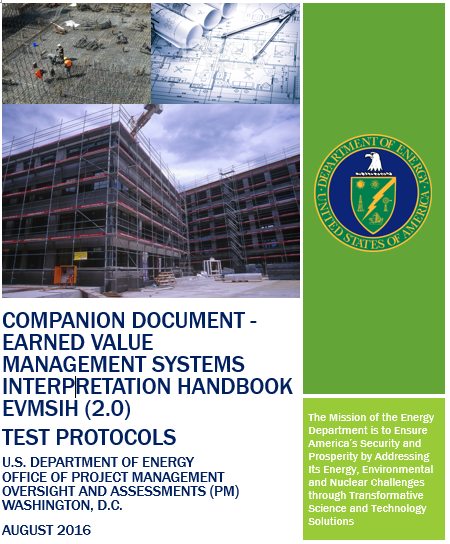 DEPARTMENT OF ENERGY
UNITED STATES OF AMERICA
COMPANION DOCUMENT -
EARNED VALUE
MANAGEMENT SYSTEMS
INTERPRETATION HANDBOOK
EVMSIH (2.0)
TEST PROTOCOLS
U.S. DEPARTMENT OF ENERGY
OFFICE OF PROJECT MANAGEMENT
OVERSIGHT AND ASSESSMENTS (PM)
WASHINGTON, D.C.
AUGUST 2016
The Mission of the Energy
Department is to Ensure
America's Security and
Prosperity by Addressing
Its Energy, Environmental
and Nuclear Challenges
through Transformative
Science and Technology
Solutions